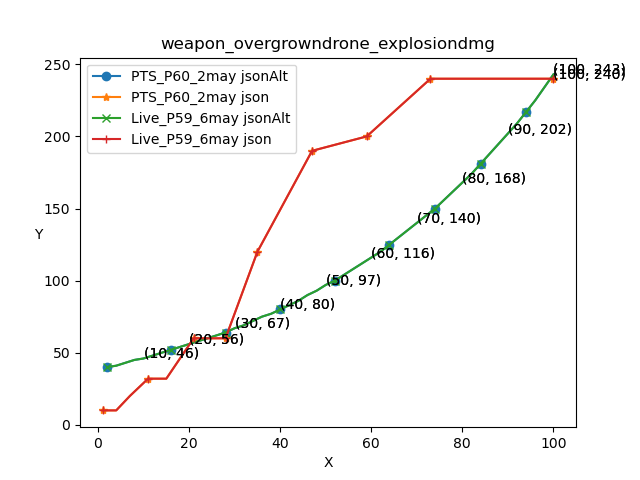 weapon_overgrowndrone_explosiondmg
250
200
150
100
50
0
Y
PTS_P60_2may jsonAlt
PTS_P60_2may json
Live_P59_6may jsonAlt
Live_P59_6may json
(100, 243)
(100, 240)
(90, 202)
(80, 168)
(70, 140)
(60, 116)
(50, 97)
(40, 80)
(30, 67)
(20, 56)
(10, 46)
0 20 40 60 80 100
X